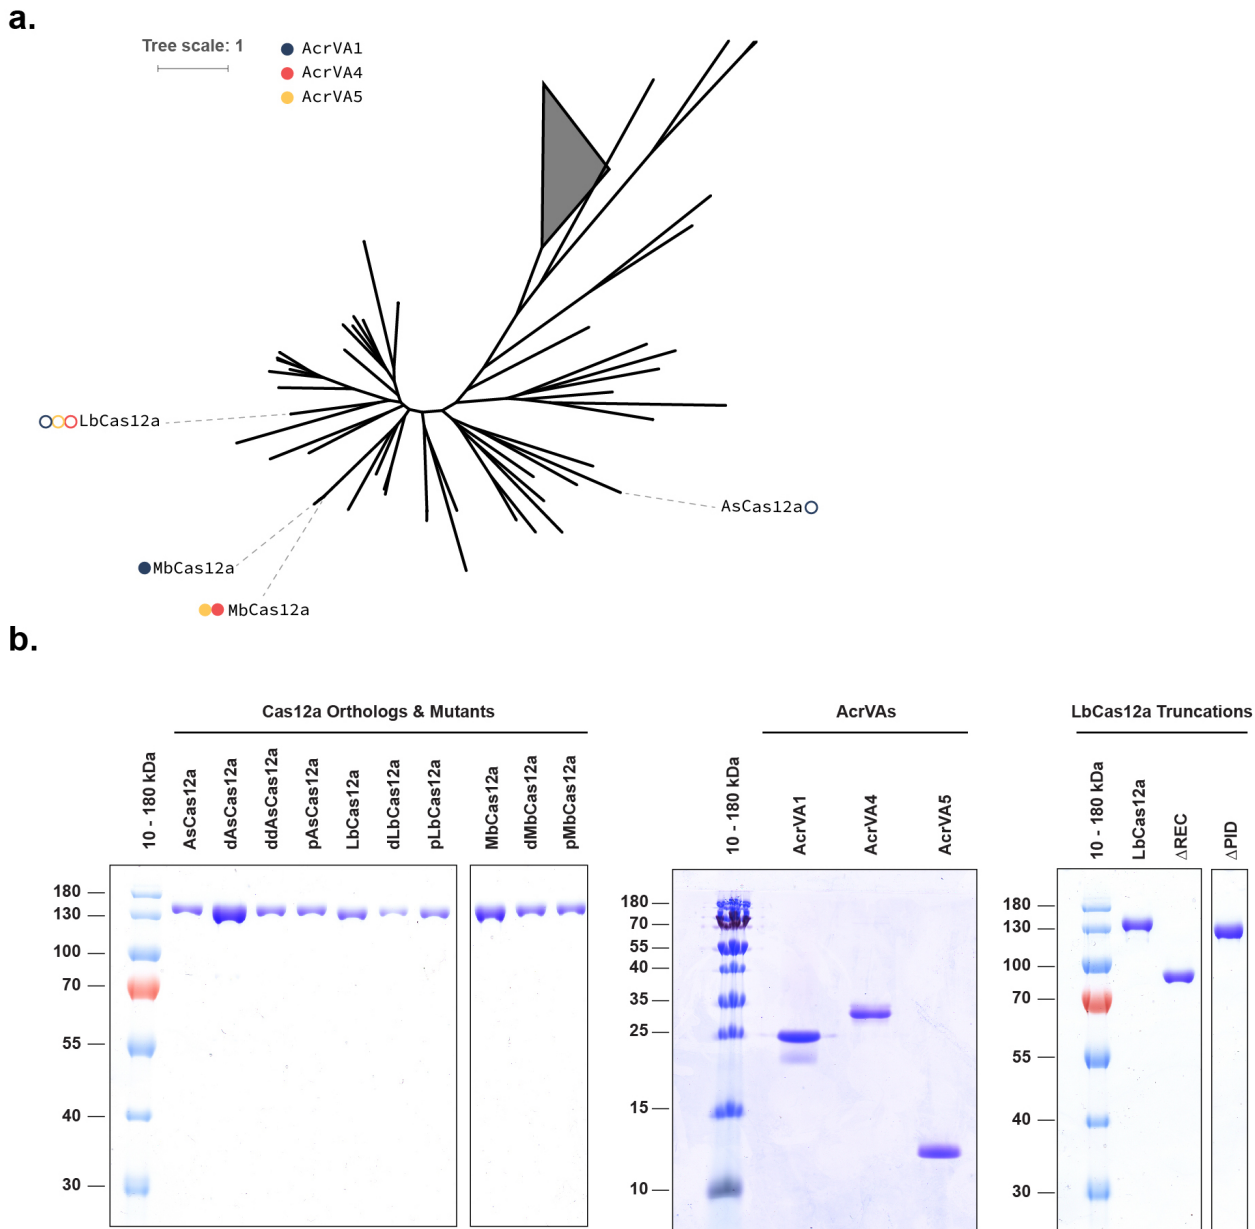 a.
Tree scale: 1
AcrVA1
AcrVA4
AcrVA5
LbCas12a
AsCas12a
MbCas12a
MbCas12a
b.
Cas12a Orthologs & Mutants
AcrVAs
LbCas12a Truncations
10 - 180 kDa
AsCas12a
dAsCas12a
ddAsCas12a
pAsCas12a
LbCas12a
dLbCas12a
pLbCas12a
MbCas12a
dMbCas12a
pMbCas12a
10 - 180 kDa
AcrVA1
AcrVA4
AcrVA5
10 - 180 kDa
LbCas12a
ΔREC
ΔPID
180
130
100
70
55
40
30
180
70
55
40
35
25
15
10
180
130
100
70
55
40
30